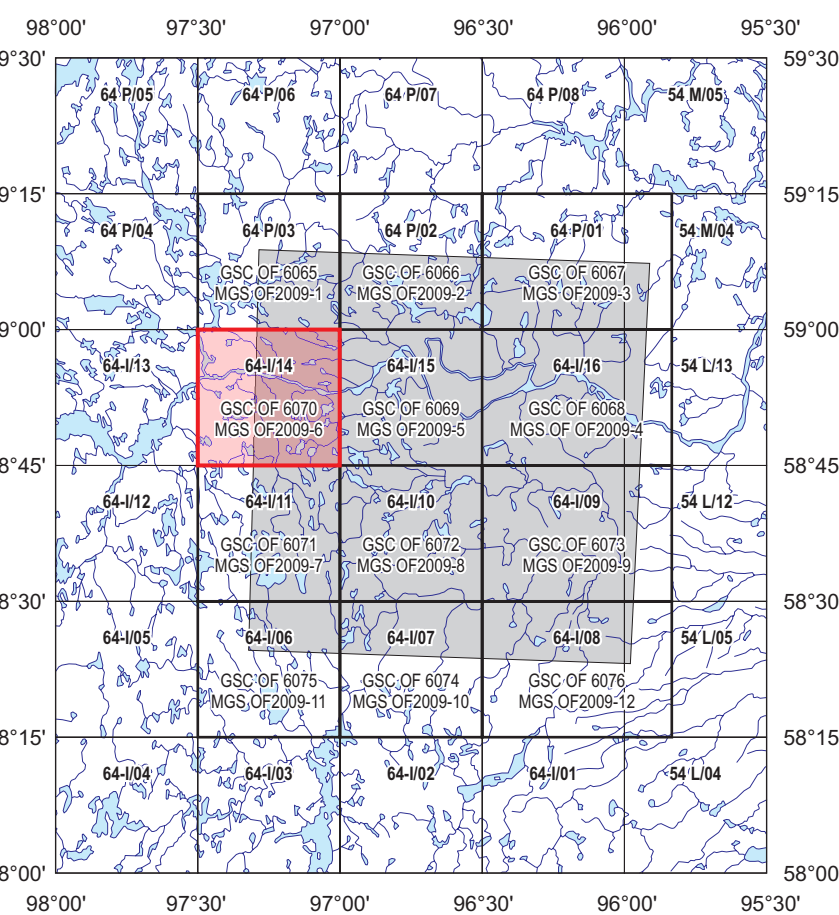 98°00' 97°30' 97°00' 96°30' 96°00' 95°30'
9°30' 59°30'
64 P/05 64 P/06 64 P/07 64 P/08 54 M/05
9°15' 59°15'
64 P/04 64 P/03 64 P/02 64 P/01 54 M/04
GSC OF 6065 GSC OF 6066 GSC OF 6067
MGS OF2009-1 MGS OF2009-2 MGS OF2009-3
9°00' 59°00'
64-I/13 64-I/14 64-I/15 64-I/16 54 L/13
GSC OF 6070 GSC OF 6069 GSC OF 6068
MGS OF2009-6 MGS OF2009-5 MGS OF OF2009-4
8°45' 58°45'
64-I/12 64-I/11 64-I/10 64-I/09 54 L/12
GSC OF 6071 GSC OF 6072 GSC OF 6073
MGS OF2009-7 MGS OF2009-8 MGS OF2009-9
8°30' 58°30'
64-I/05 64-I/06 64-I/07 64-I/08 54 L/05
GSC OF 6075 GSC OF 6074 GSC OF 6076
MGS OF2009-11 MGS OF2009-10 MGS OF2009-12
8°15' 58°15'
64-I/04 64-I/03 64-I/02 64-I/01 54 L/04
8°00' 58°00'
98°00' 97°30' 97°00' 96°30' 96°00' 95°30'